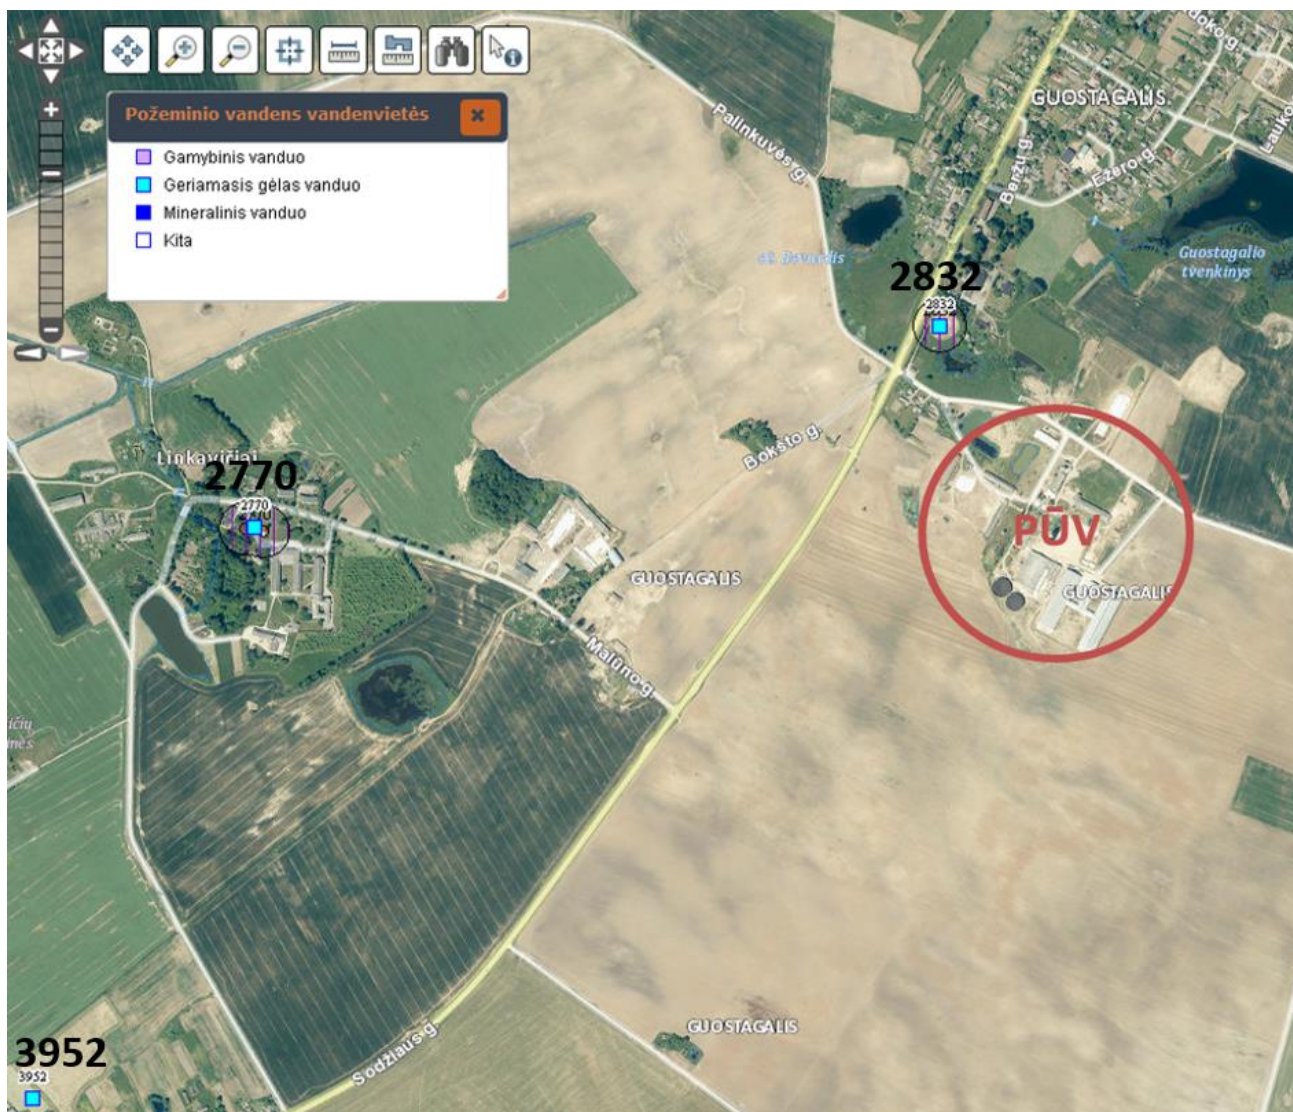 Požeminio vandens vandenvietės
Gamybinis vanduo
Geriamasis gėlas vanduo
Mineralinis vanduo
Kita
Palinkuvės g.
GUOSTAGALIS
Beržų g.
Ežero g.
Lauko
Guostagalio
tvenkinys
2832
2832
Linkavičiai
2770
2770
Bokšto g.
PŪV
GUOSTAGALIS
GUOSTAGALIS
Malūno g.
GUOSTAGALIS
Sodžiaus g.
3952
3952